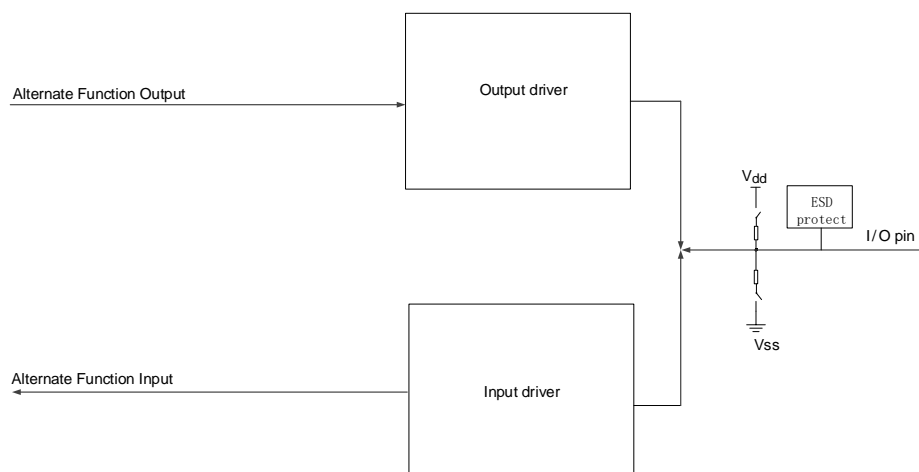 Alternate Function Output
Output driver
Vdd
ESD
protect
I/O pin
Vss
Alternate Function Input
Input driver